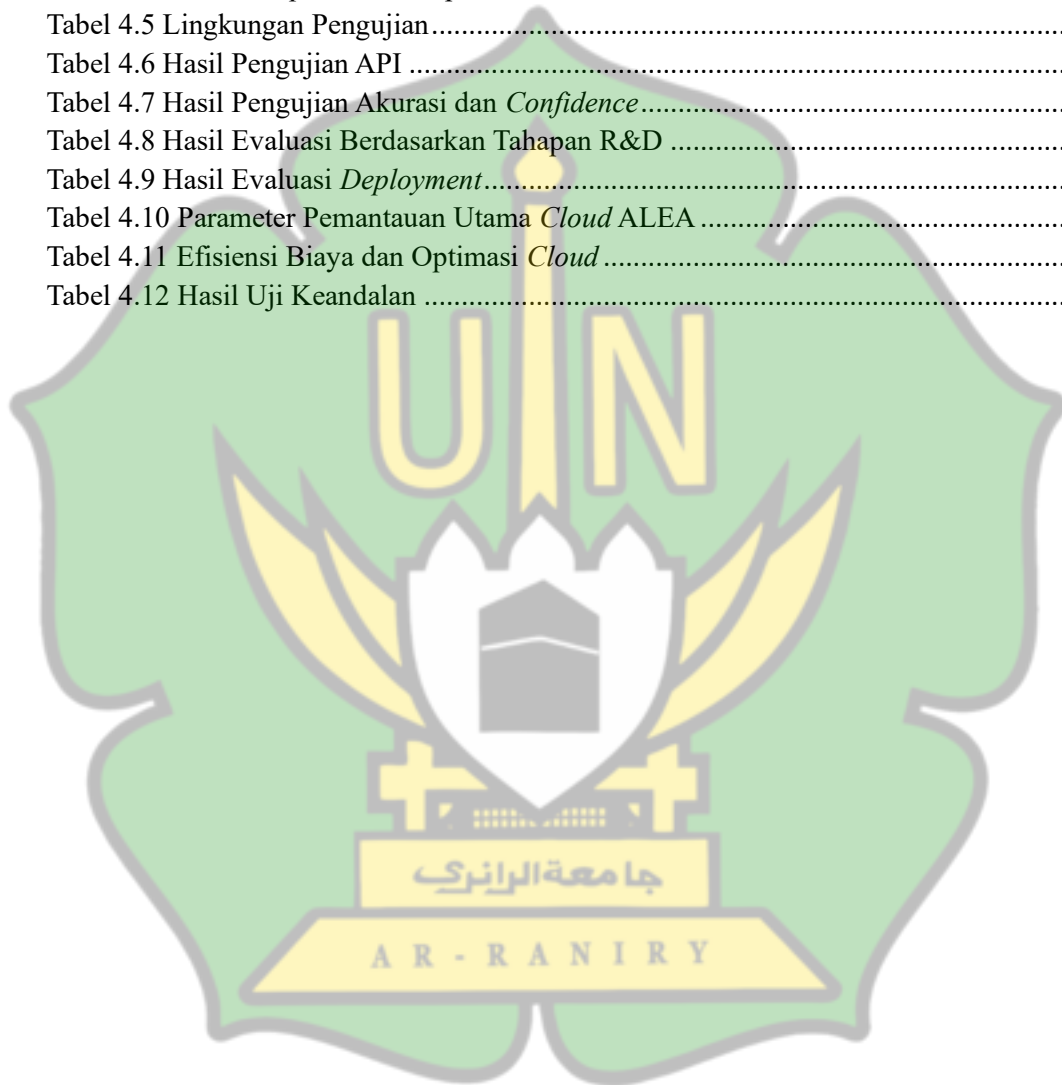 Tabel 4.5 Lingkungan Pengujian
Tabel 4.6 Hasil Pengujian API
Tabel 4.7 Hasil Pengujian Akurasi dan Confidence
Tabel 4.8 Hasil Evaluasi Berdasarkan Tahapan R&D
Tabel 4.9 Hasil Evaluasi Deployment
Tabel 4.10 Parameter Pemantauan Utama Cloud ALEA
Tabel 4.11 Efisiensi Biaya dan Optimasi Cloud
Tabel 4.12 Hasil Uji Keandalan
UIN
جامعة الرانري
AR-RANIRY